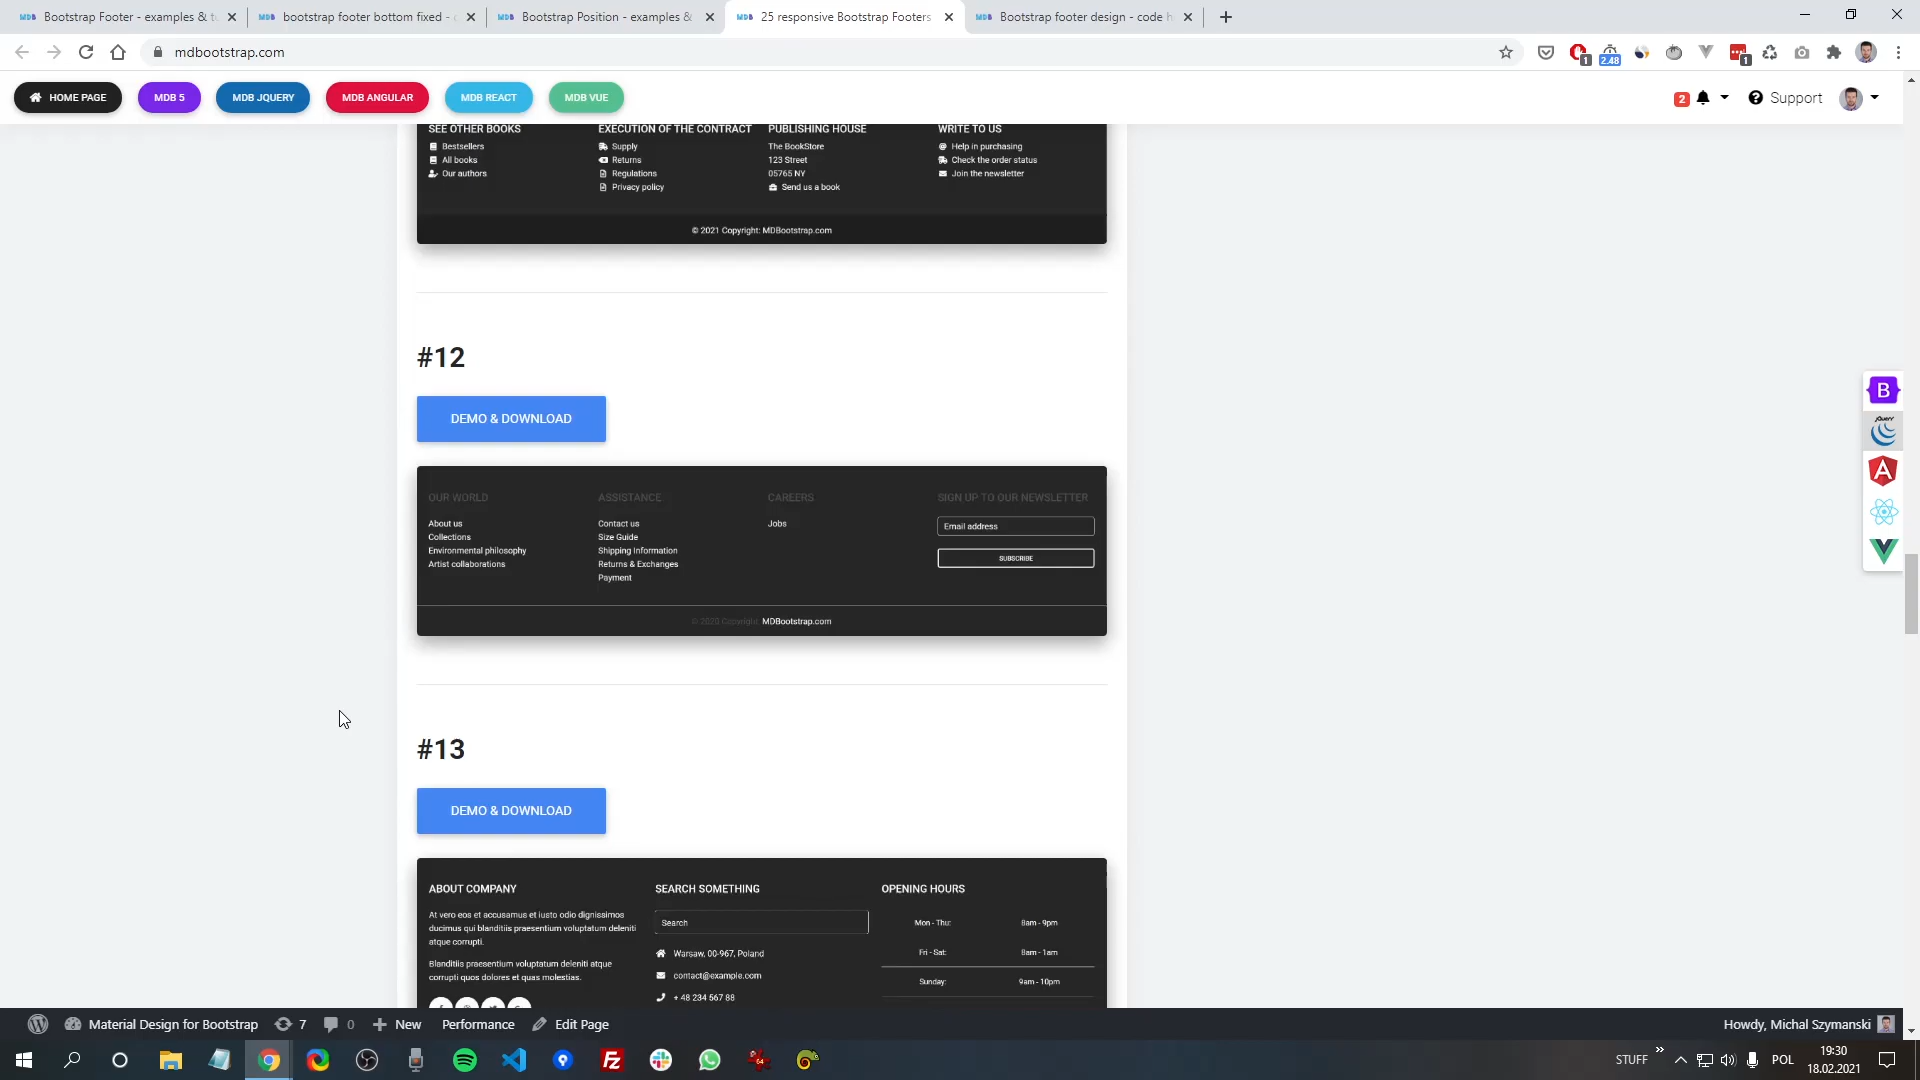 Bootstrap Footer - examples & tu
bootstrap footer bottom fixed - c
Bootstrap Position - examples &
25 responsive Bootstrap Footers
Bootstrap footer design - code h
mdbootstrap.com
1
2.48
1
HOME PAGE
MDB 5
MDB JQUERY
MDB ANGULAR
MDB REACT
MDB VUE
2
Support
SEE OTHER BOOKS
Bestsellers
All books
Our authors
EXECUTION OF THE CONTRACT
Supply
Returns
Regulations
Privacy policy
PUBLISHING HOUSE
The BookStore
123 Street
05765 NY
Send us a book
WRITE TO US
Help in purchasing
Check the order status
Join the newsletter
© 2021 Copyright: MDBootstrap.com
#12
DEMO & DOWNLOAD
OUR WORLD
About us
Collections
Environmental philosophy
Artist collaborations
ASSISTANCE
Contact us
Size Guide
Shipping Information
Returns & Exchanges
Payment
CAREERS
Jobs
SIGN UP TO OUR NEWSLETTER
Email address
SUBSCRIBE
© 2020 Copyright: MDBootstrap.com
#13
DEMO & DOWNLOAD
ABOUT COMPANY
At vero eos et accusamus et iusto odio dignissimos
ducimus qui blanditiis praesentium voluptatum deleniti
atque corrupti.
Blanditiis praesentium voluptatum deleniti atque
corrupti quos dolores et quas molestias.
SEARCH SOMETHING
Search
Warsaw, 00-967, Poland
contact@example.com
+ 48 234 567 88
OPENING HOURS
Mon - Thu: 8am - 9pm
Fri - Sat: 8am - 1am
Sunday: 9am - 10pm
B
jQuery
Material Design for Bootstrap
7
0
New
Performance
Edit Page
Howdy, Michal Szymanski
STUFF
POL
19:30
18.02.2021